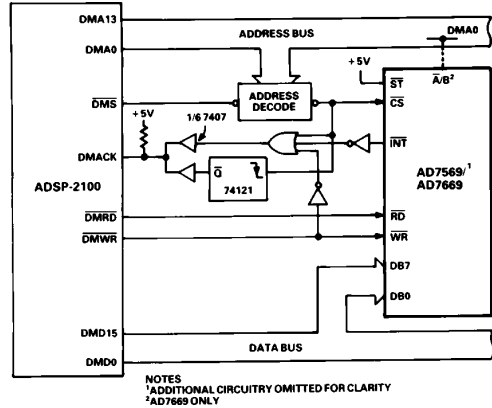 DMA13
ADDRESS BUS
DMA0
DMA0
+5V
ST
A/B²
DMS
ADDRESS
DECODE
CS
+5V
1/6 7407
DMACK
INT
AD7569/¹
AD7669
Q
74121
ADSP-2100
DMRD
RD
DMWR
WR
DB7
DB0
DMD15
DATA BUS
DMD0
NOTES
¹ADDITIONAL CIRCUITRY OMITTED FOR CLARITY
²AD7669 ONLY